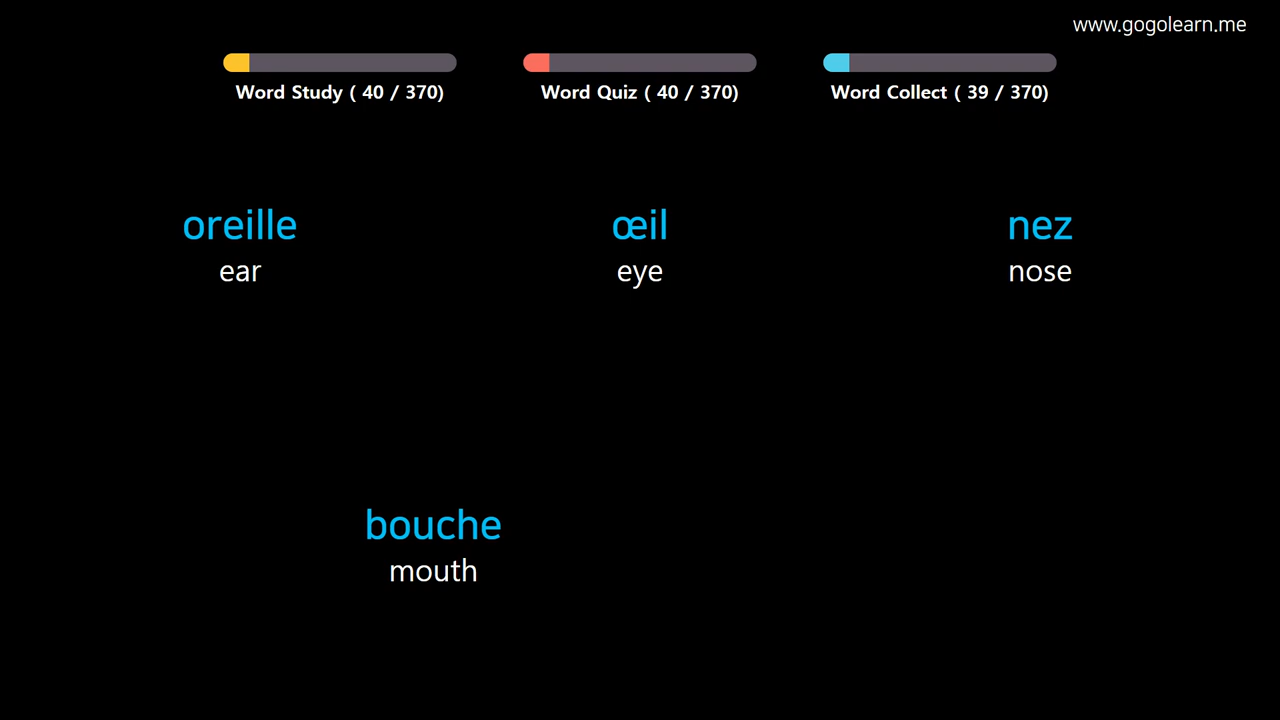 www.gogolearn.me
Word Study ( 40 / 370)
Word Quiz ( 40 / 370)
Word Collect ( 39 / 370)
oreille
ear
œil
eye
nez
nose
bouche
mouth